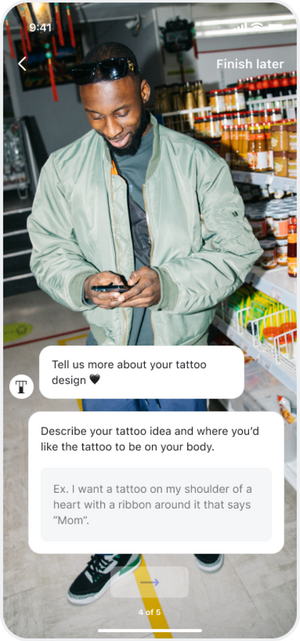 9:41
Finish later
Tell us more about your tattoo
design 🖤
T
Describe your tattoo idea and where you'd
like the tattoo to be on your body.
Ex. I want a tattoo on my shoulder of a
heart with a ribbon around it that says
"Mom".
4 of 5